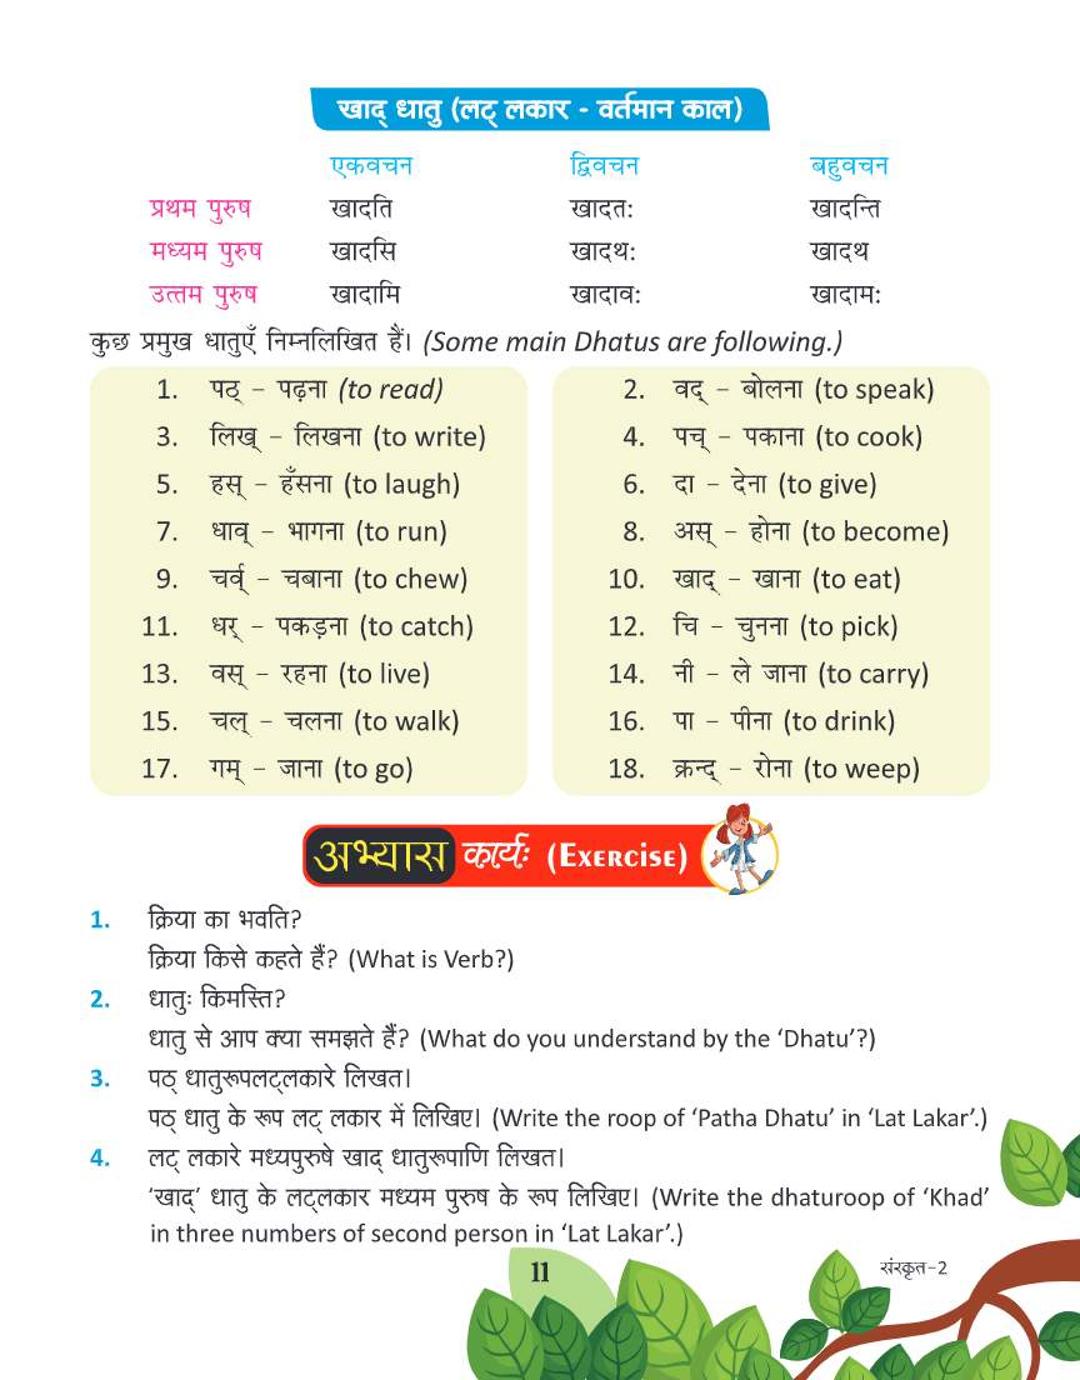 खाद् धातु (लट् लकार - वर्तमान काल)
एकवचन द्विवचन बहुवचन
प्रथम पुरुष खादति खादतः खादन्ति
मध्यम पुरुष खादसि खादथः खादथ
उत्तम पुरुष खादामि खादावः खादामः
कुछ प्रमुख धातुएँ निम्नलिखित हैं। (Some main Dhatus are following.)
1. पठ् – पढ़ना (to read) 2. वद् – बोलना (to speak)
3. लिख् – लिखना (to write) 4. पच् – पकाना (to cook)
5. हस् – हँसना (to laugh) 6. दा – देना (to give)
7. धाव् – भागना (to run) 8. अस् – होना (to become)
9. चर्व् – चबाना (to chew) 10. खाद् – खाना (to eat)
11. धर् – पकड़ना (to catch) 12. चि – चुनना (to pick)
13. वस् – रहना (to live) 14. नी – ले जाना (to carry)
15. चल् – चलना (to walk) 16. पा – पीना (to drink)
17. गम् – जाना (to go) 18. क्रन्द् – रोना (to weep)
अभ्यास कार्यः (EXERCISE)
1. क्रिया का भवति?
क्रिया किसे कहते हैं? (What is Verb?)
2. धातुः किमस्ति?
धातु से आप क्या समझते हैं? (What do you understand by the ‘Dhatu’?)
3. पठ् धातुरूपलट्लकारे लिखत।
पठ् धातु के रूप लट् लकार में लिखिए। (Write the roop of ‘Patha Dhatu’ in ‘Lat Lakar’.)
4. लट् लकारे मध्यपुरुषे खाद् धातुरूपाणि लिखत।
‘खाद्’ धातु के लट्लकार मध्यम पुरुष के रूप लिखिए। (Write the dhaturoop of ‘Khad’
in three numbers of second person in ‘Lat Lakar’.)
11
संस्कृत-2